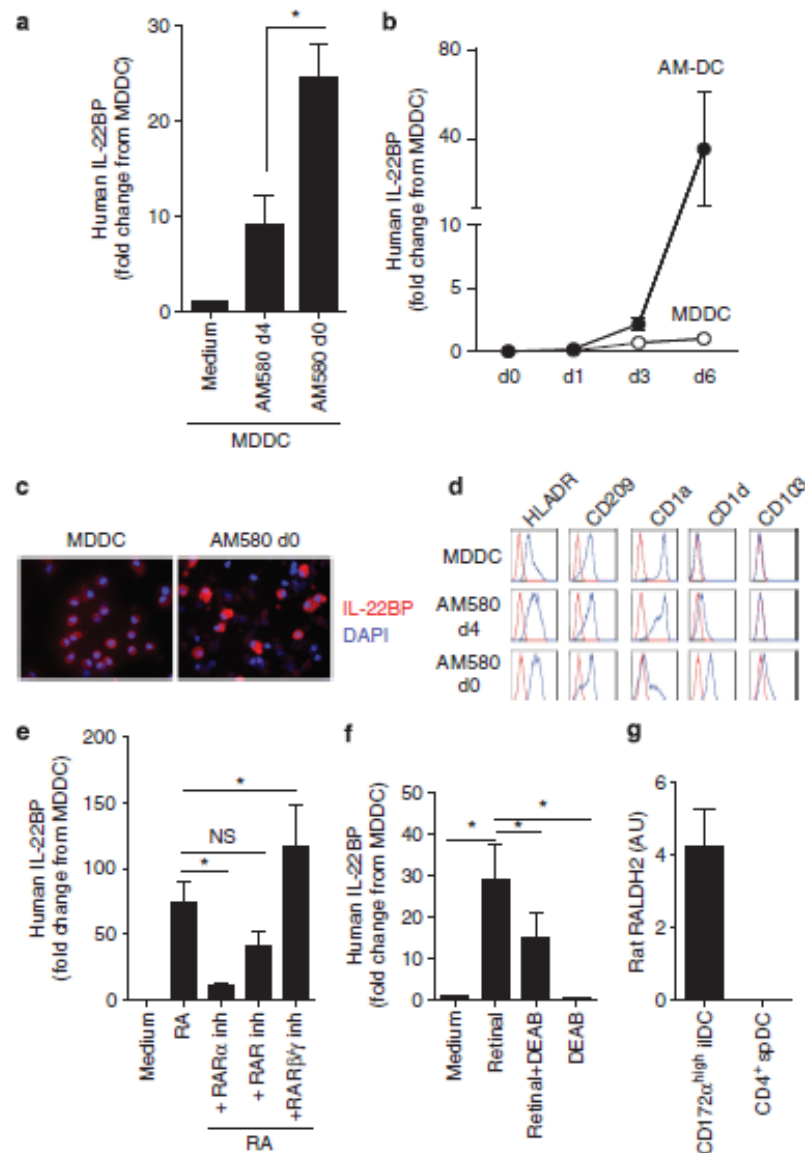 a
Human IL-22BP
(fold change from MDDC)
30
20
10
0
*
Medium
AM580 d4
AM580 d0
MDDC
b
Human IL-22BP
(fold change from MDDC)
80
40
10
5
0
AM-DC
MDDC
d0 d1 d3 d6
c
MDDC AM580 d0
IL-22BP
DAPI
d
HLADR CD209 CD1a CD1d CD103
MDDC
AM580
d4
AM580
d0
e
Human IL-22BP
(fold change from MDDC)
200
150
100
50
0
*
NS
*
Medium
RA
+ RARα inh
+ RAR inh
+RARβ/γ inh
RA
f
Human IL-22BP
(fold change from MDDC)
50
40
30
20
10
0
* * *
Medium
Retinal
Retinal+DEAB
DEAB
g
Rat RALDH2 (AU)
6
4
2
0
CD172αhigh ilDC
CD4+ spDC